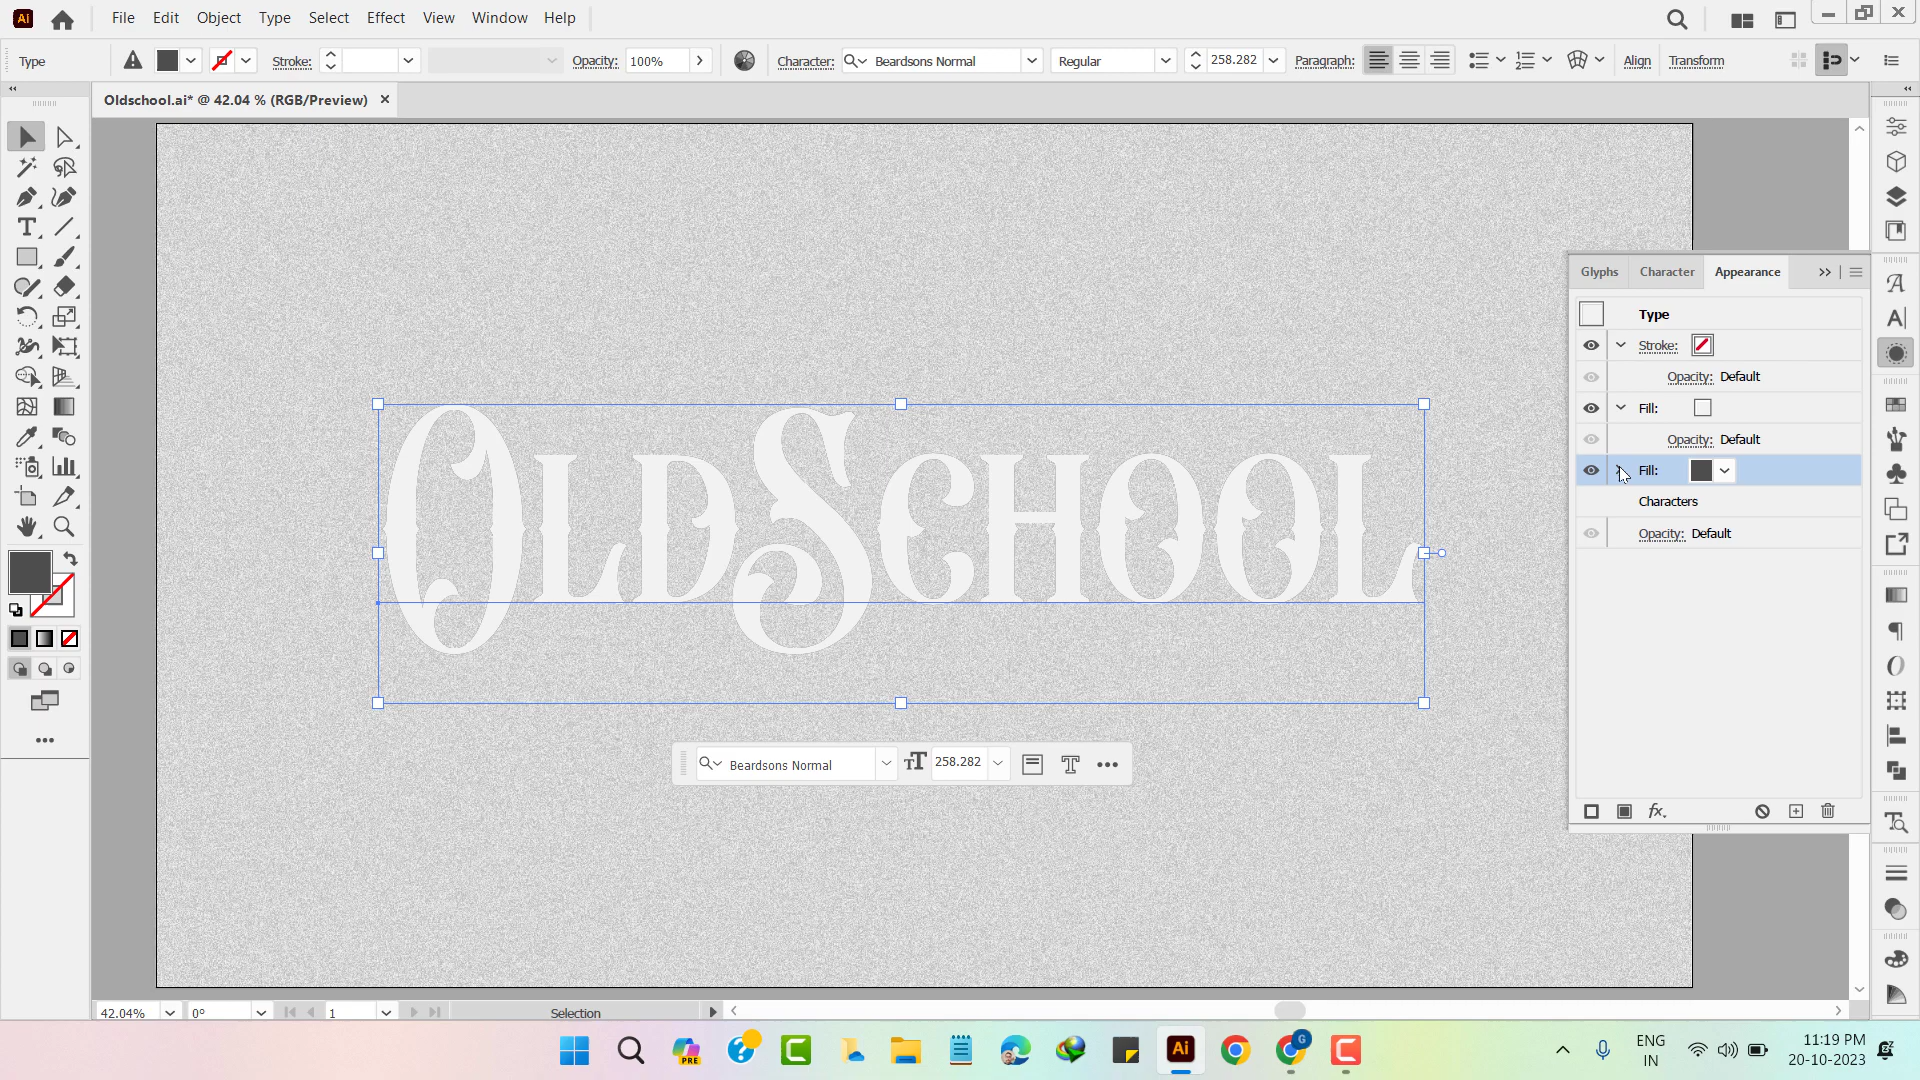 Ai File Edit Object Type Select Effect View Window Help
Type Stroke: Opacity: 100% Character: Beardsons Normal Regular 258.282 Paragraph: Align Transform
Oldschool.ai* @ 42.04 % (RGB/Preview)
Glyphs Character Appearance
Type
Stroke:
Opacity: Default
Fill:
Opacity: Default
Fill:
Characters
Opacity: Default
OldSchool
Beardsons Normal 258.282
42.04% 0° 1 Selection
PRE Ai G
ENG
IN
11:19 PM
20-10-2023